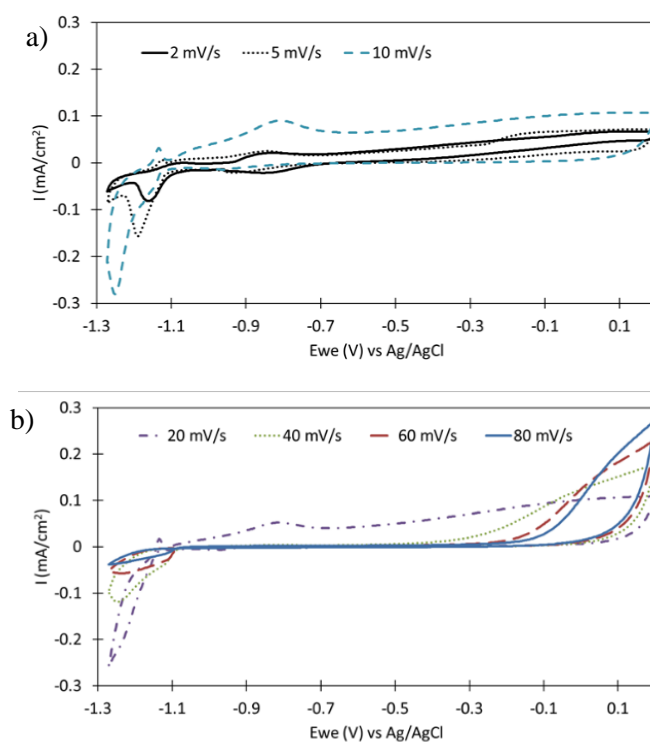 a)
2 mV/s 5 mV/s 10 mV/s
0.3
0.2
0.1
0
-0.1
-0.2
-0.3
I (mA/cm²)
-1.3 -1.1 -0.9 -0.7 -0.5 -0.3 -0.1 0.1
Ewe (V) vs Ag/AgCl
b)
20 mV/s 40 mV/s 60 mV/s 80 mV/s
0.3
0.2
0.1
0
-0.1
-0.2
-0.3
I (mA/cm²)
-1.3 -1.1 -0.9 -0.7 -0.5 -0.3 -0.1 0.1
Ewe (V) vs Ag/AgCl